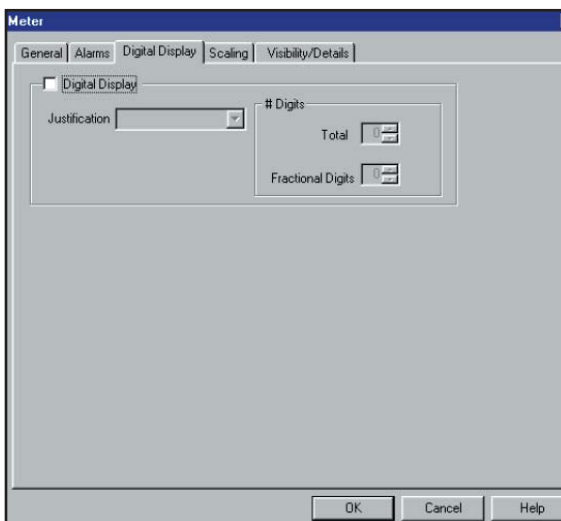 Meter
General Alarms Digital Display Scaling Visibility/Details
Digital Display
Justification
# Digits
Total 0
Fractional Digits 0
OK Cancel Help